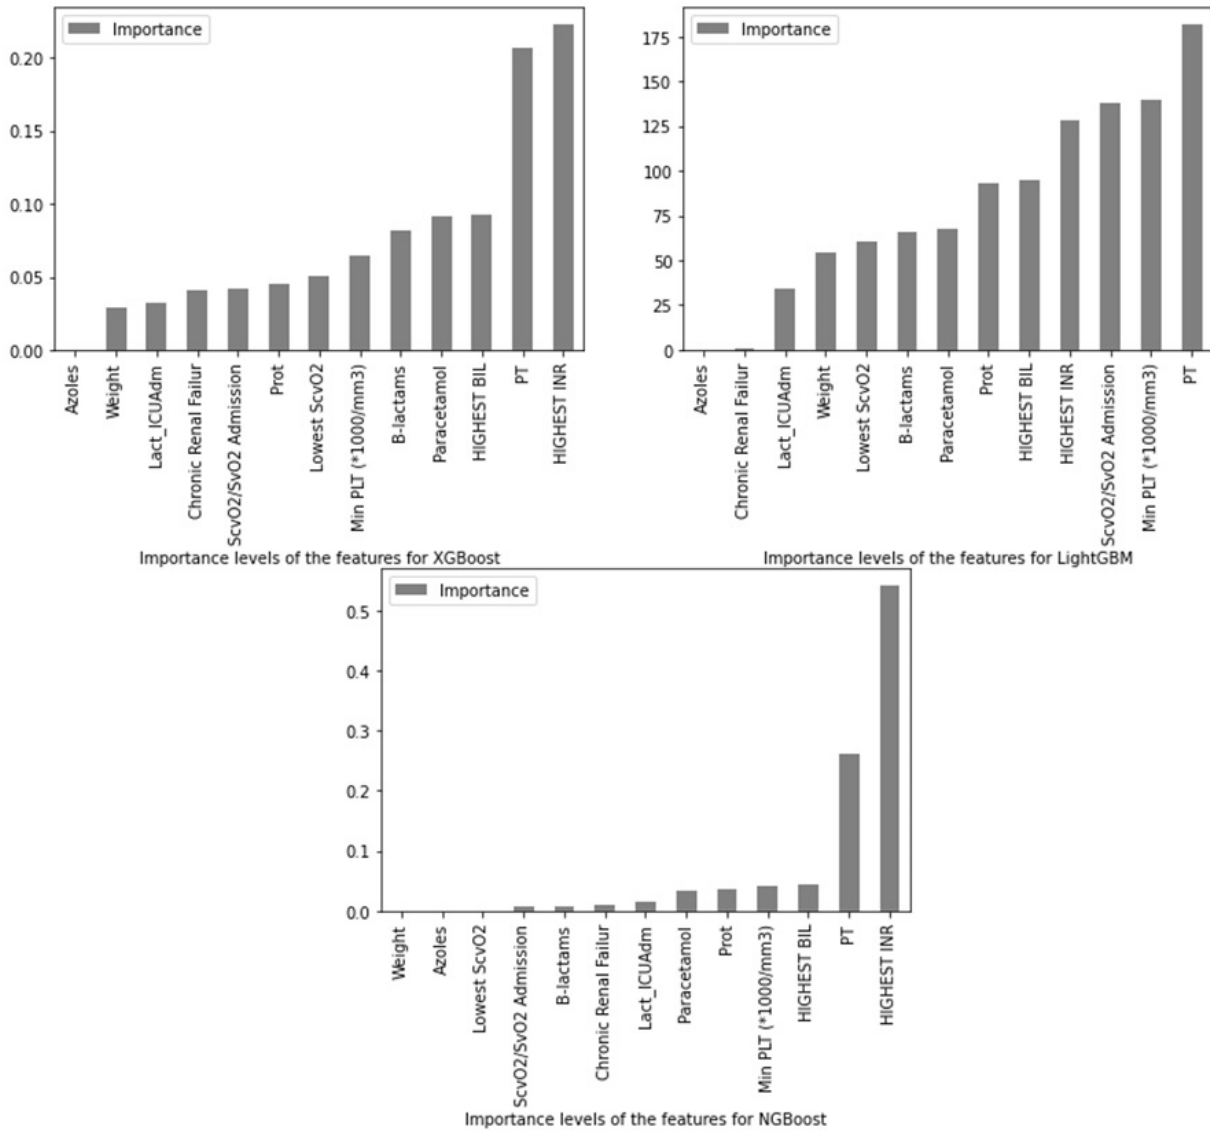 Importance
0.20
0.15
0.10
0.05
0.00
Azoles
Weight
Lact_ICUAdm
Chronic Renal Failur
ScvO2/SvO2 Admission
Prot
Lowest ScvO2
Min PLT (*1000/mm3)
B-lactams
Paracetamol
HIGHEST BIL
PT
HIGHEST INR
Importance levels of the features for XGBoost
Importance
175
150
125
100
75
50
25
0
Azoles
Chronic Renal Failur
Lact_ICUAdm
Weight
Lowest ScvO2
B-lactams
Paracetamol
Prot
HIGHEST BIL
HIGHEST INR
ScvO2/SvO2 Admission
Min PLT (*1000/mm3)
PT
Importance levels of the features for LightGBM
Importance
0.5
0.4
0.3
0.2
0.1
0.0
Weight
Azoles
Lowest ScvO2
ScvO2/SvO2 Admission
B-lactams
Chronic Renal Failur
Lact_ICUAdm
Paracetamol
Prot
Min PLT (*1000/mm3)
HIGHEST BIL
PT
HIGHEST INR
Importance levels of the features for NGBoost